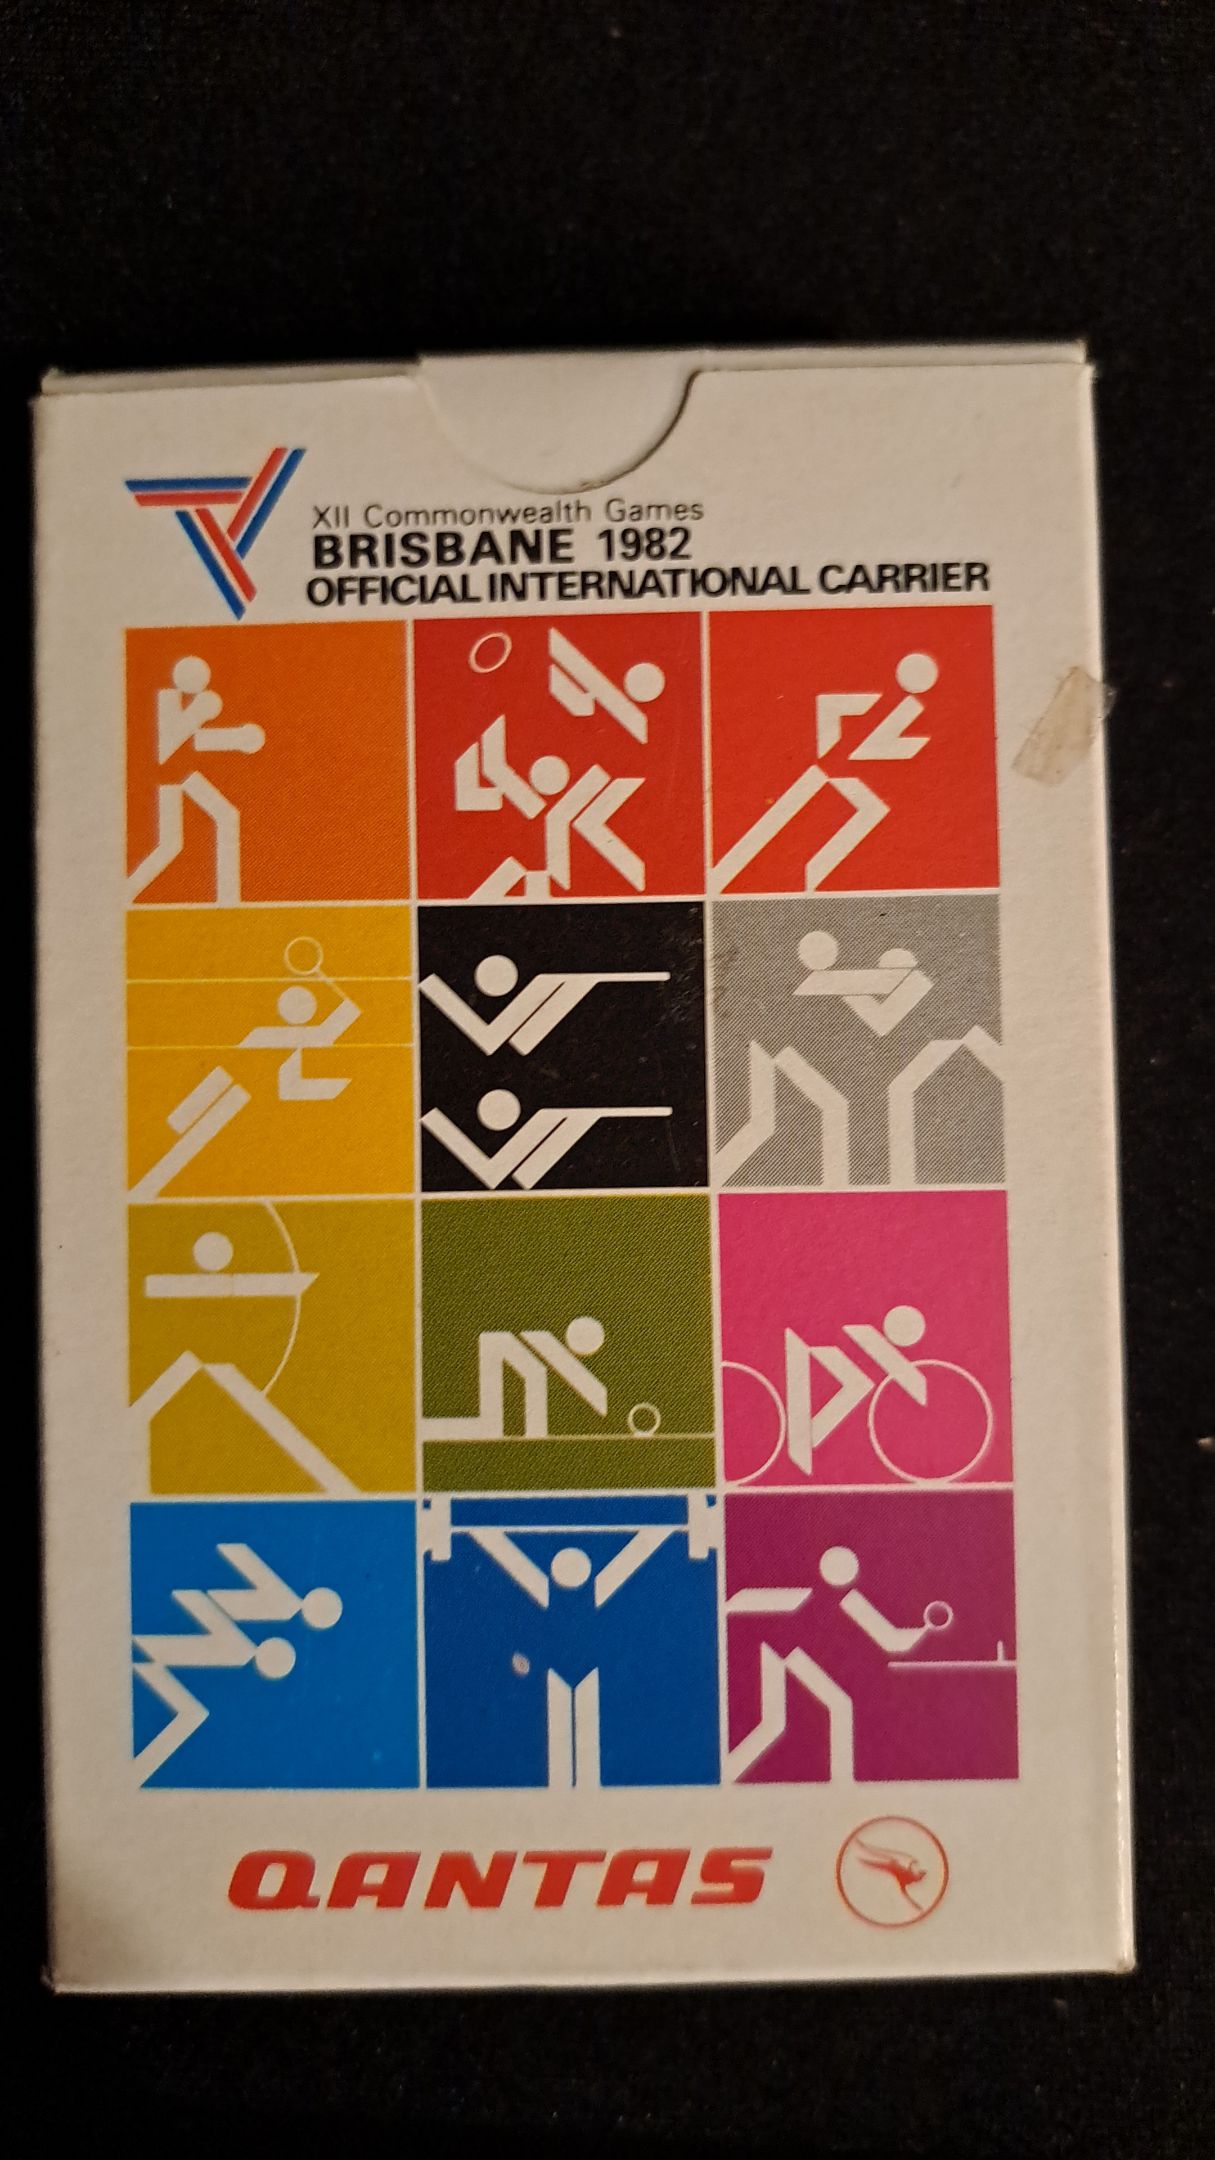 XII Commonwealth Games
BRISBANE 1982
OFFICIAL INTERNATIONAL CARRIER
QANTAS